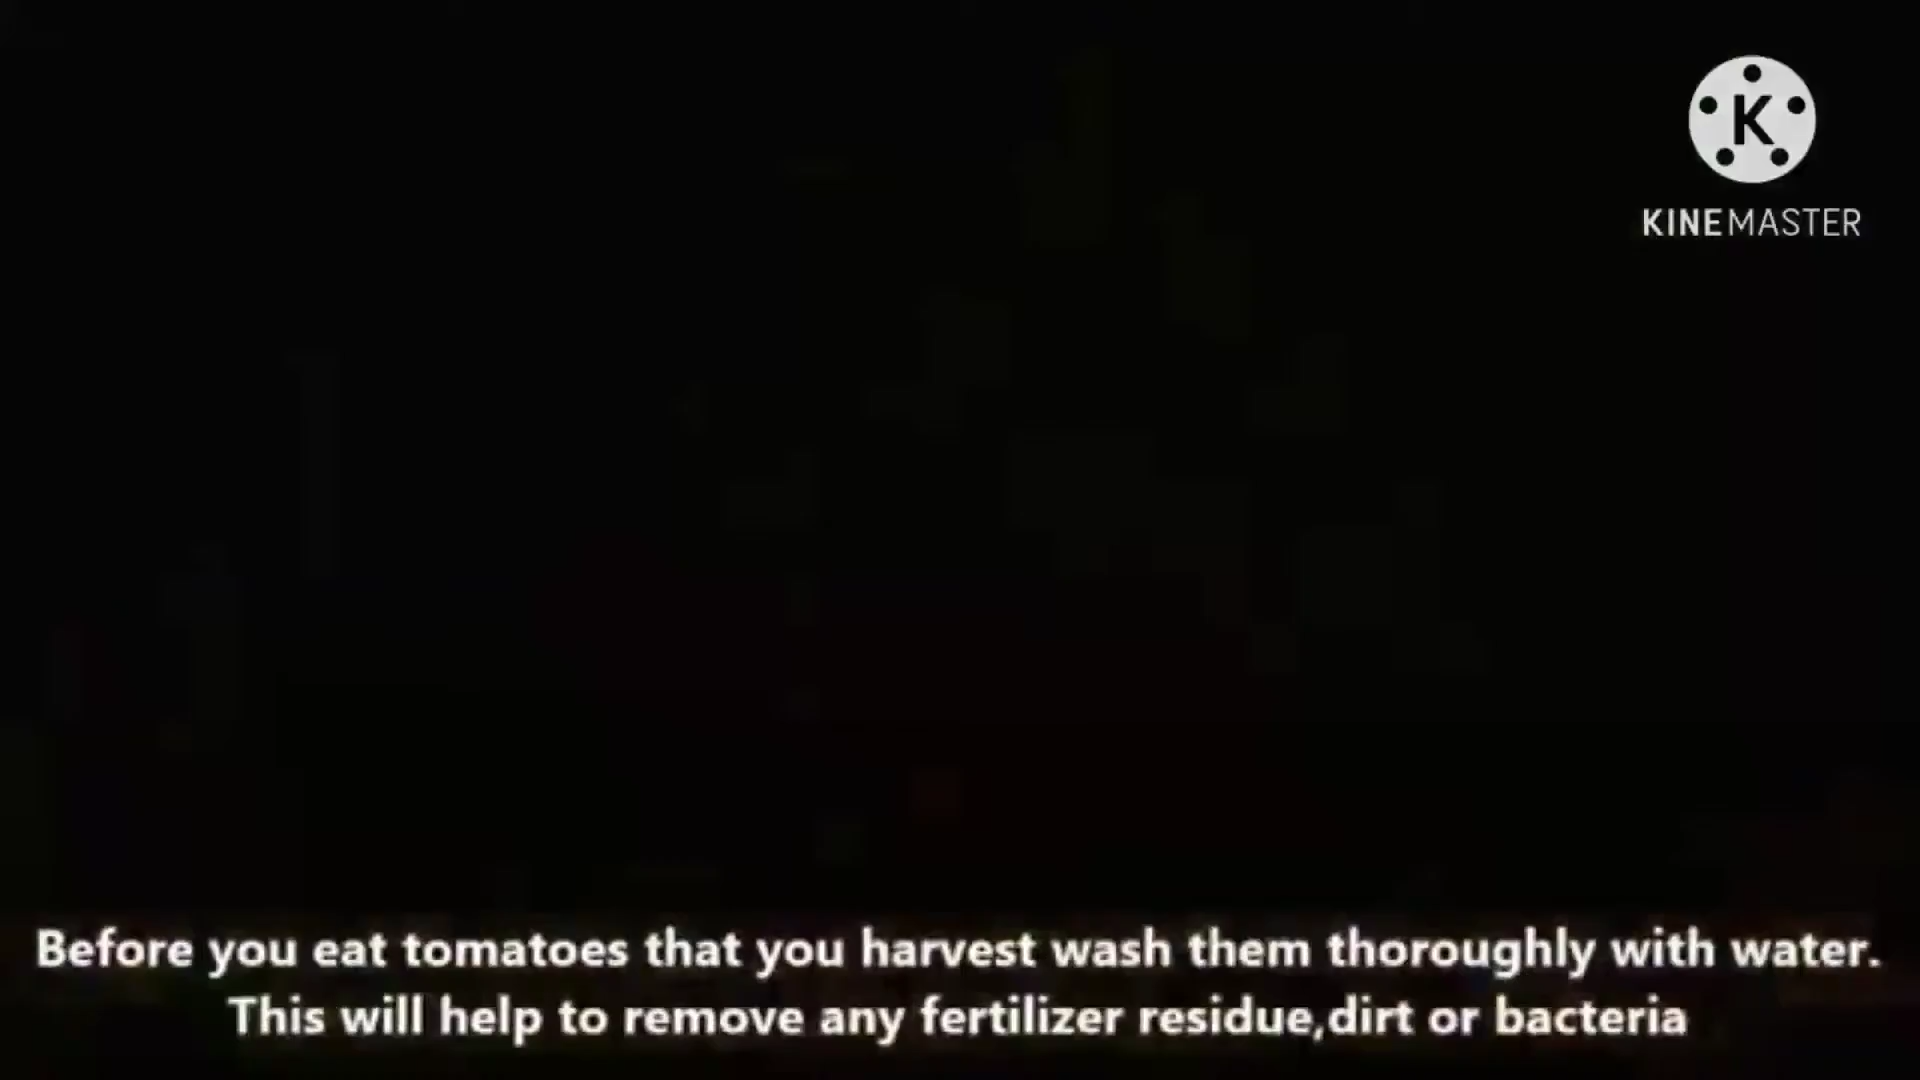 K
KINEMASTER
Before you eat tomatoes that you harvest wash them thoroughly with water.
This will help to remove any fertilizer residue,dirt or bacteria